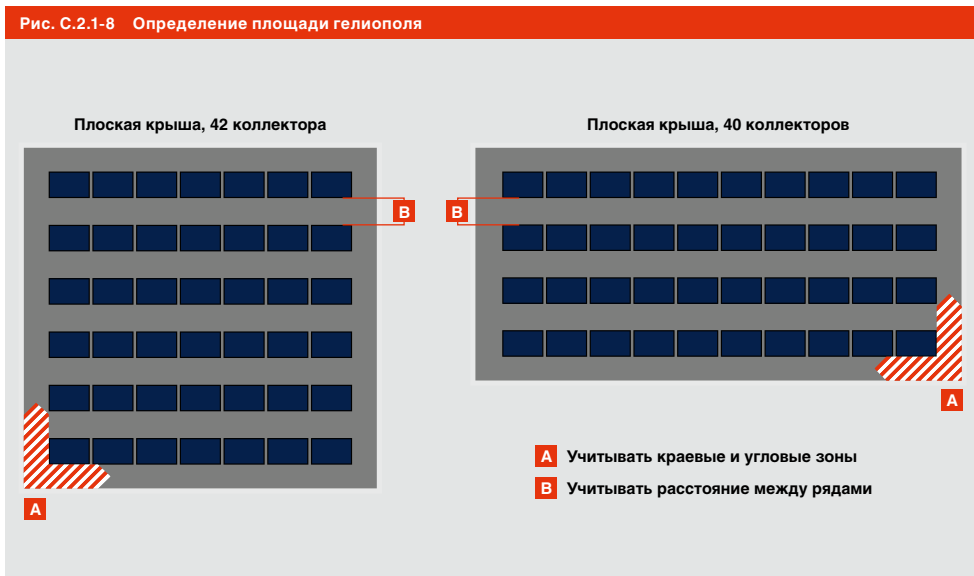 Рис. C.2.1-8 Определение площади гелиополя
Плоская крыша, 42 коллектора
Плоская крыша, 40 коллекторов
B
B
A
A
A Учитывать краевые и угловые зоны
B Учитывать расстояние между рядами